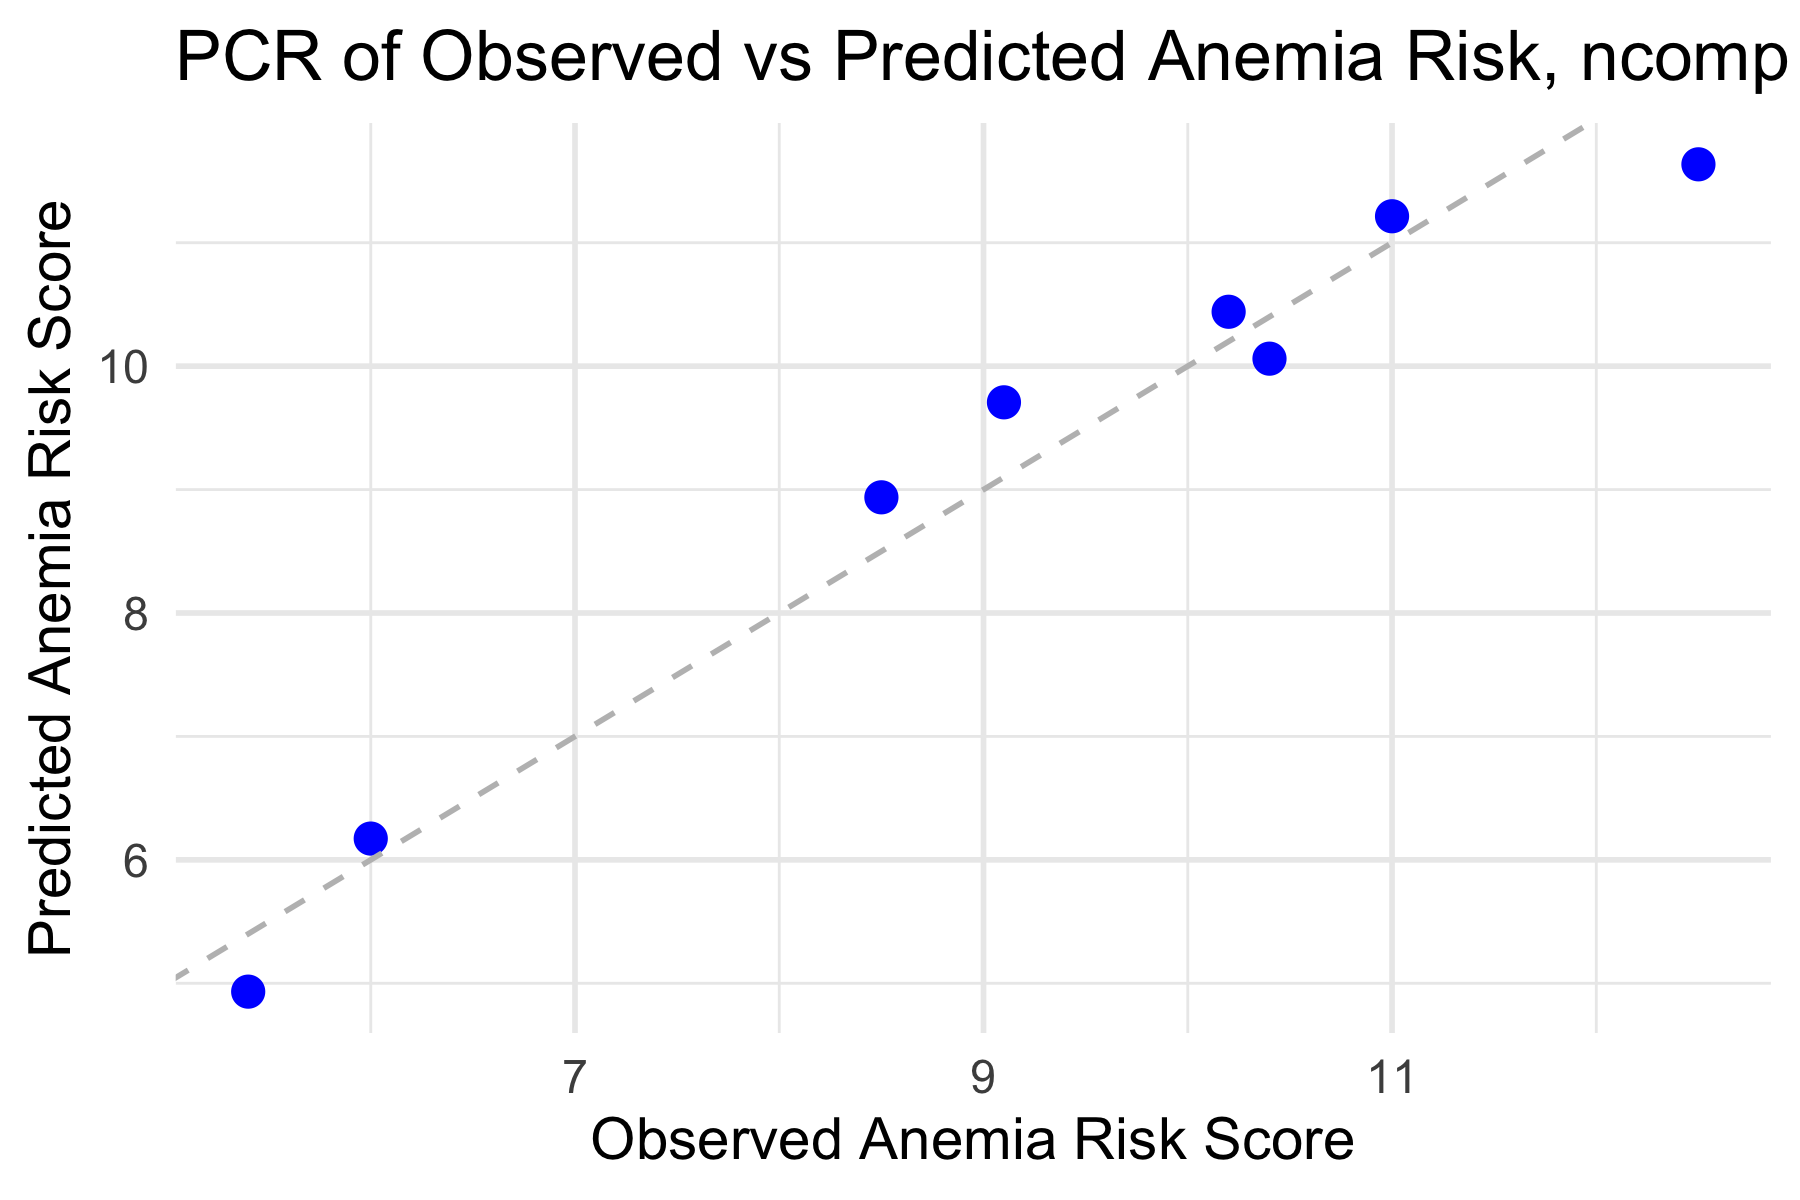 PCR of Observed vs Predicted Anemia Risk, ncomp
Predicted Anemia Risk Score
10
8
6
7 9 11
Observed Anemia Risk Score